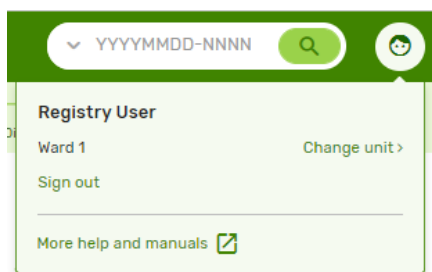 YYYYMMDD-NNNN
Registry User
Ward 1
Change unit >
Sign out
More help and manuals